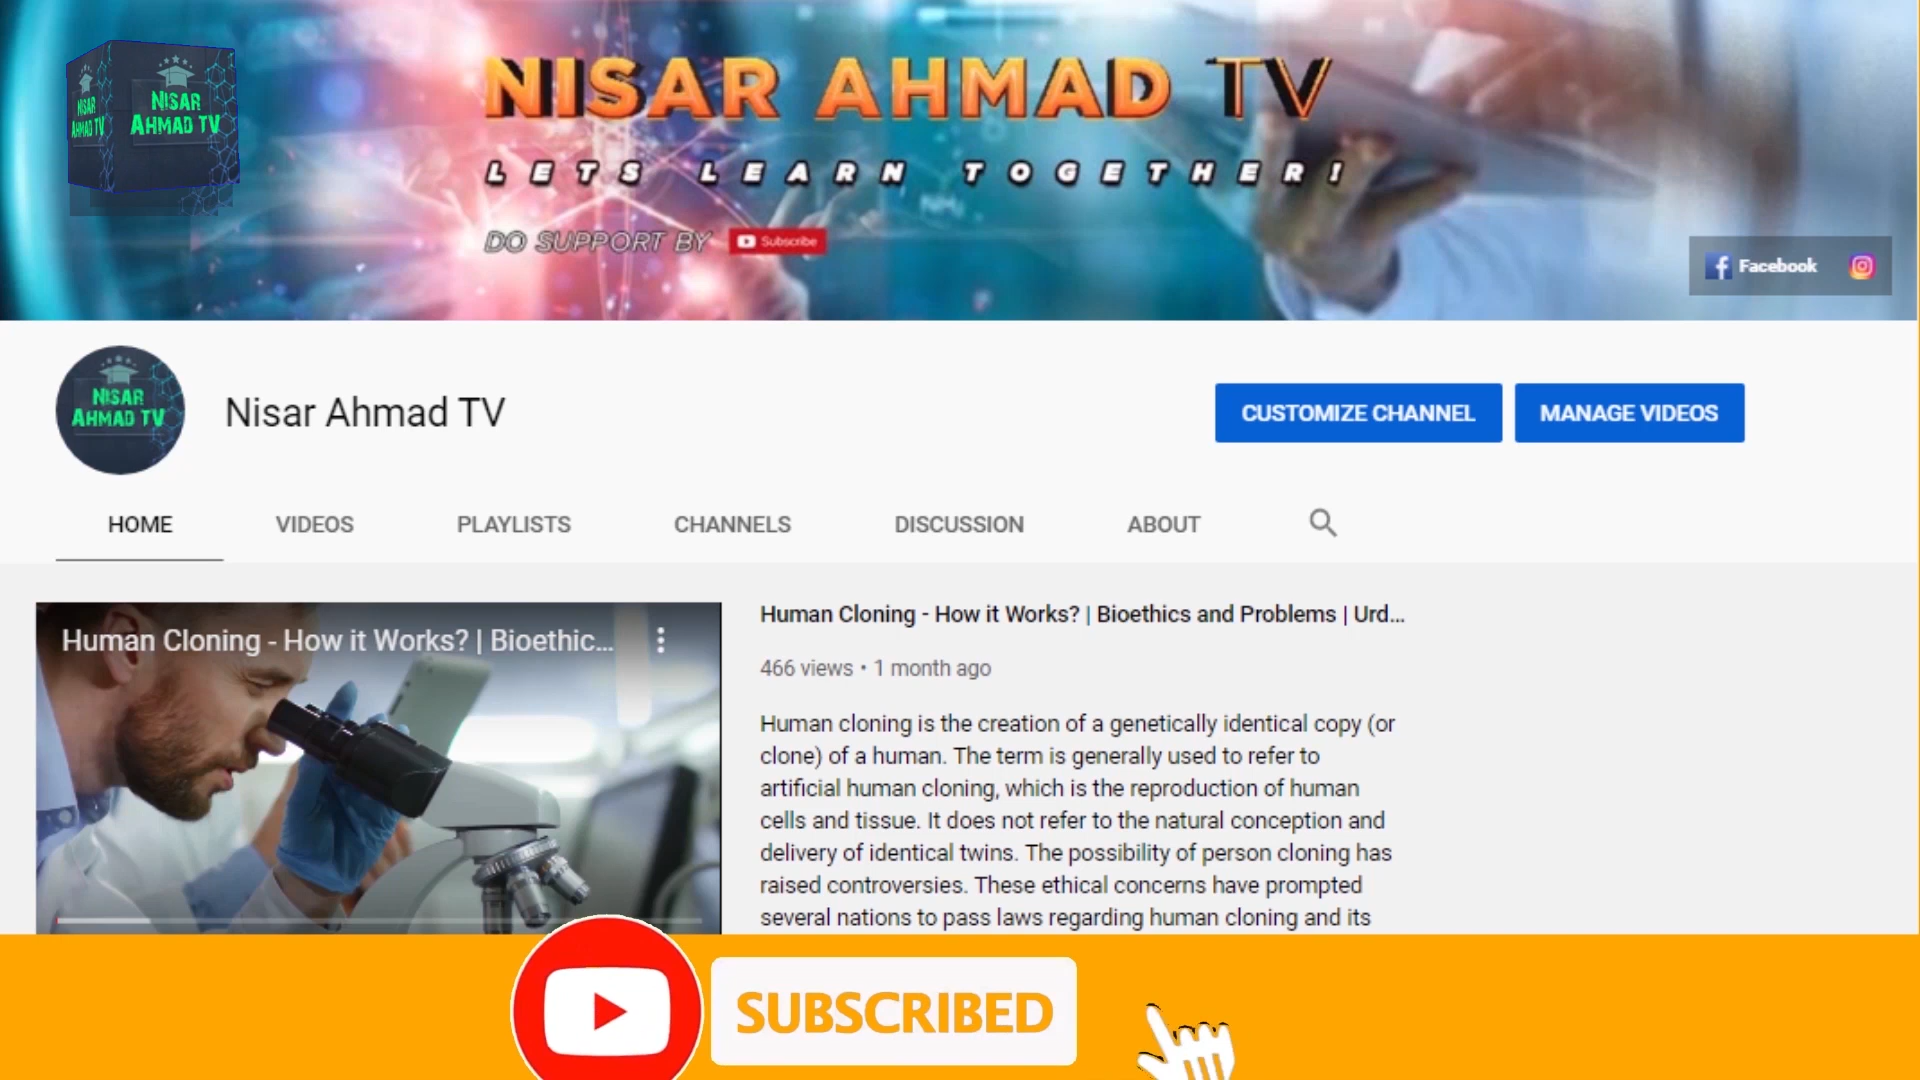 NISAR
AHMAD TV
NISAR
AHMAD TV
NISAR AHMAD TV
LETS LEARN TOGETHER!
DO SUPPORT BY Subscribe
Facebook
NISAR
AHMAD TV
Nisar Ahmad TV
CUSTOMIZE CHANNEL
MANAGE VIDEOS
HOME VIDEOS PLAYLISTS CHANNELS DISCUSSION ABOUT
Human Cloning - How it Works? | Bioethic...
Human Cloning - How it Works? | Bioethics and Problems | Urd...
466 views • 1 month ago
Human cloning is the creation of a genetically identical copy (or
clone) of a human. The term is generally used to refer to
artificial human cloning, which is the reproduction of human
cells and tissue. It does not refer to the natural conception and
delivery of identical twins. The possibility of person cloning has
raised controversies. These ethical concerns have prompted
several nations to pass laws regarding human cloning and its
SUBSCRIBED